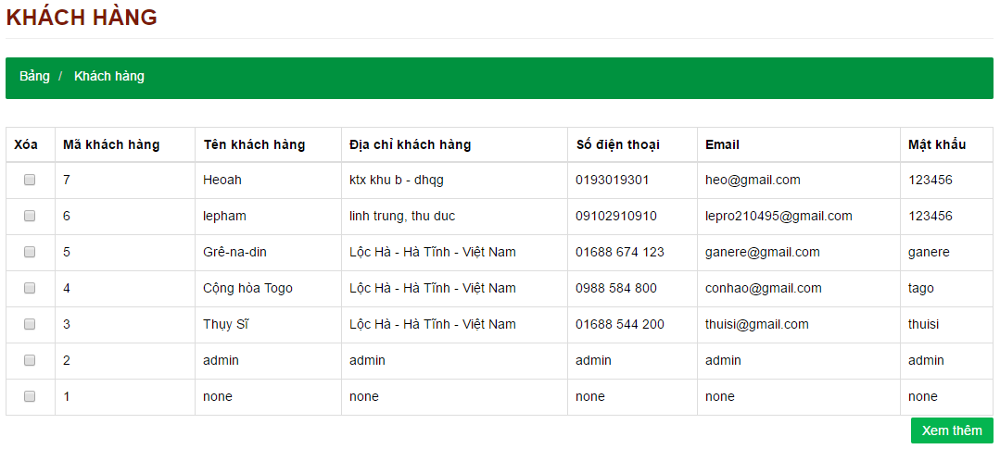 KHÁCH HÀNG
Bảng / Khách hàng
Xóa Mã khách hàng Tên khách hàng Địa chỉ khách hàng Số điện thoại Email Mật khẩu
7 Heoah ktx khu b - dhqg 0193019301 heo@gmail.com 123456
6 lepham linh trung, thu duc 09102910910 lepro210495@gmail.com 123456
5 Grê-na-din Lộc Hà - Hà Tĩnh - Việt Nam 01688 674 123 ganere@gmail.com ganere
4 Cộng hòa Togo Lộc Hà - Hà Tĩnh - Việt Nam 0988 584 800 conhao@gmail.com tago
3 Thụy Sĩ Lộc Hà - Hà Tĩnh - Việt Nam 01688 544 200 thuisi@gmail.com thuisi
2 admin admin admin admin admin
1 none none none none none
Xem thêm